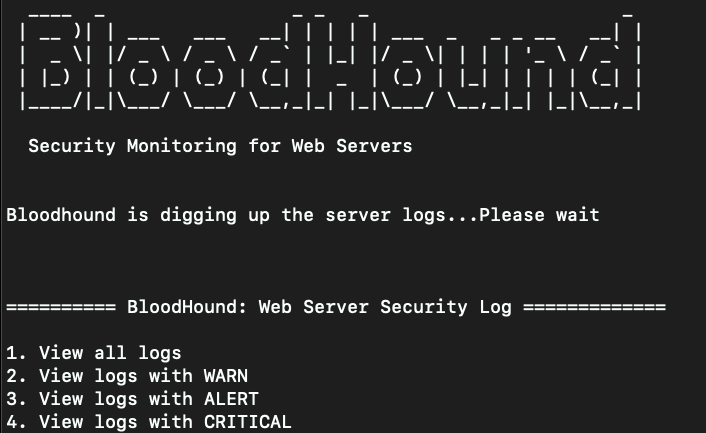 BloodHound
Security Monitoring for Web Servers
Bloodhound is digging up the server logs...Please wait
========== BloodHound: Web Server Security Log =============
1. View all logs
2. View logs with WARN
3. View logs with ALERT
4. View logs with CRITICAL